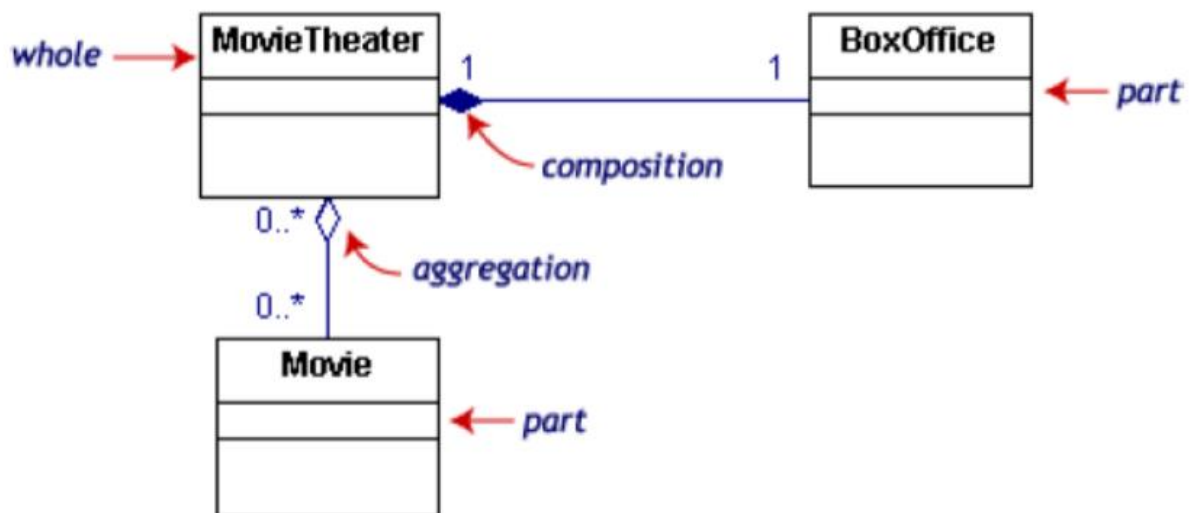 MovieTheater
BoxOffice
whole
1
1
part
composition
0..*
aggregation
0..*
Movie
part